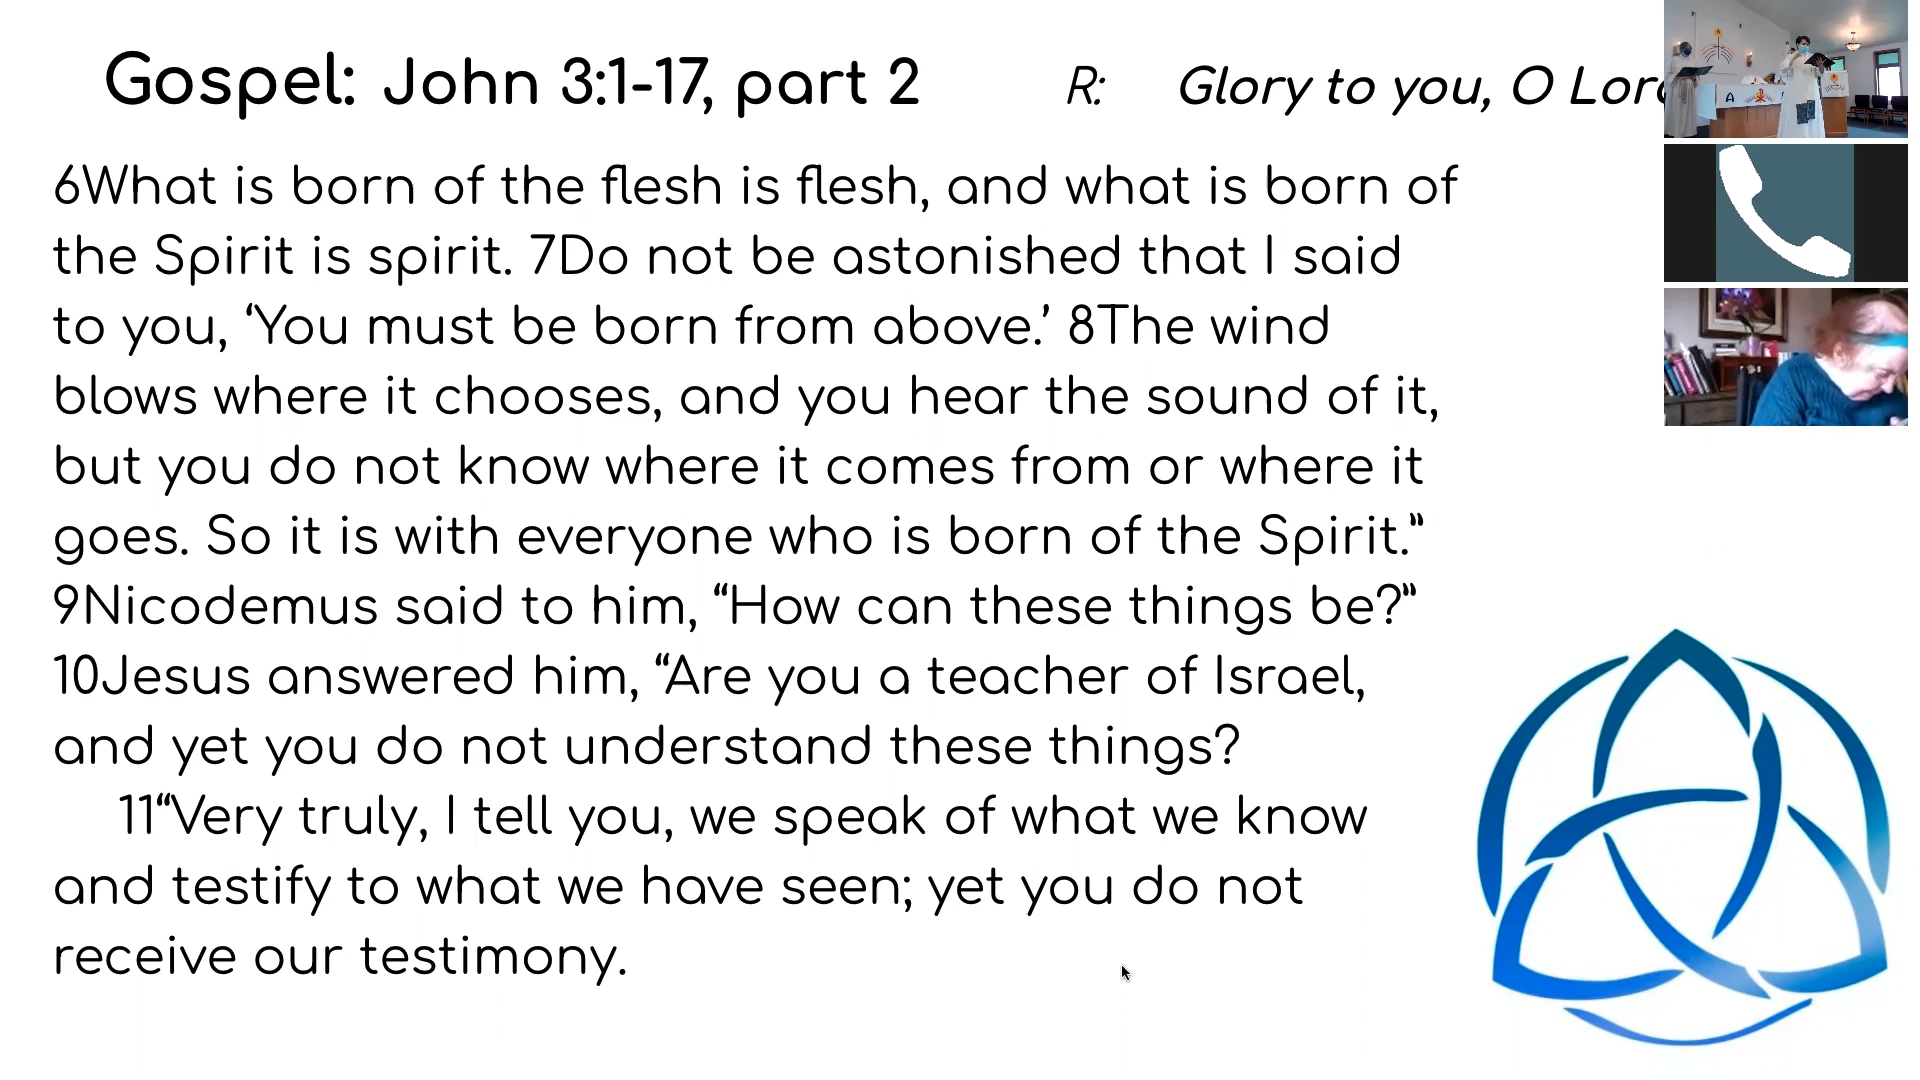 Gospel: John 3:1-17, part 2 R: Glory to you, O Lord
6What is born of the flesh is flesh, and what is born of
the Spirit is spirit. 7Do not be astonished that I said
to you, ‘You must be born from above.’ 8The wind
blows where it chooses, and you hear the sound of it,
but you do not know where it comes from or where it
goes. So it is with everyone who is born of the Spirit.”
9Nicodemus said to him, “How can these things be?”
10Jesus answered him, “Are you a teacher of Israel,
and yet you do not understand these things?
11“Very truly, I tell you, we speak of what we know
and testify to what we have seen; yet you do not
receive our testimony.